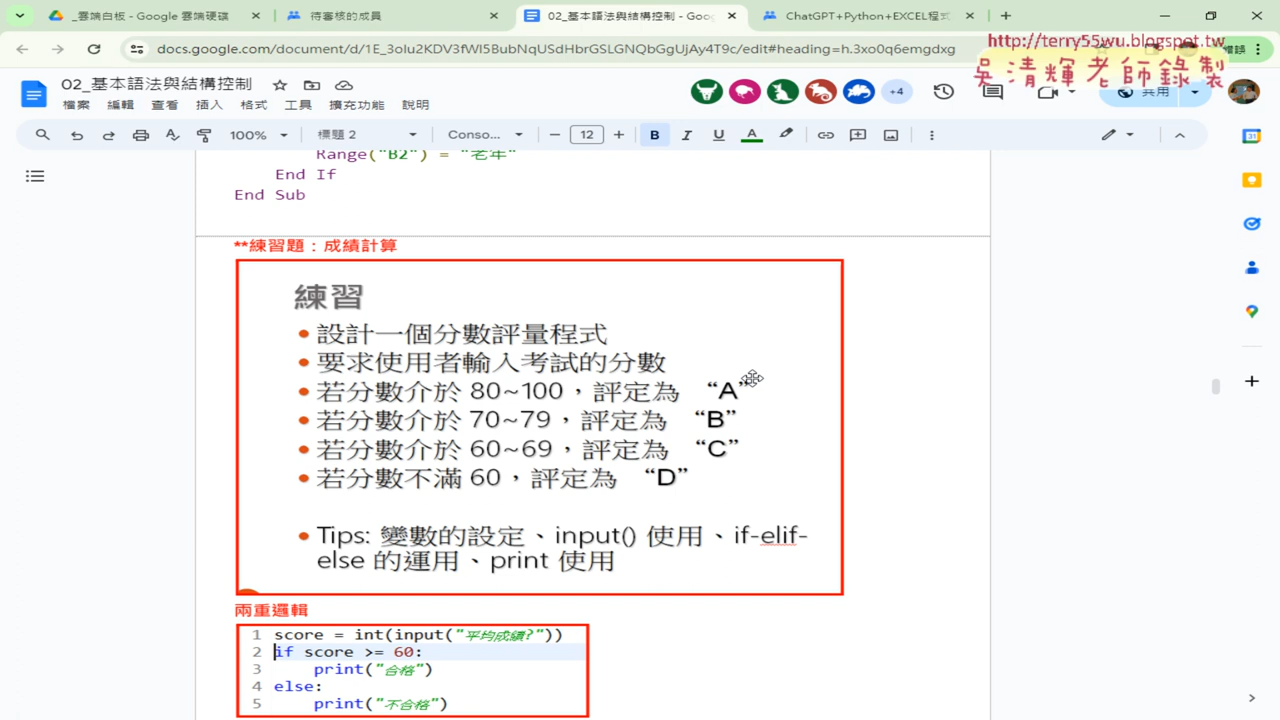 _雲端白板 - Google 雲端硬碟
待審核的成員
02_基本語法與結構控制 - Goo
ChatGPT+Python+EXCEL程式
docs.google.com/document/d/1E_3olu2KDV3fWI5BubNqUSdHbrGSLGNQbGgUjAy4T9c/edit#heading=h.3xo0q6emgdxg
http://terry55wu.blogspot.tw
吳清輝老師錄製
02_基本語法與結構控制
檔案 編輯 查看 插入 格式 工具 擴充功能 說明
+4
共用
100%
標題 2
Conso...
12
B I U A
Range("B2") = "老年"
End If
End Sub
**練習題：成績計算
練習
設計一個分數評量程式
要求使用者輸入考試的分數
若分數介於 80~100，評定為 “A”
若分數介於 70~79，評定為 “B”
若分數介於 60~69，評定為 “C”
若分數不滿 60，評定為 “D”
Tips: 變數的設定、input() 使用、if-elif-
else 的運用、print 使用
兩重邏輯
1 score = int(input("平均成績?"))
2 if score >= 60:
3 print("合格")
4 else:
5 print("不合格")